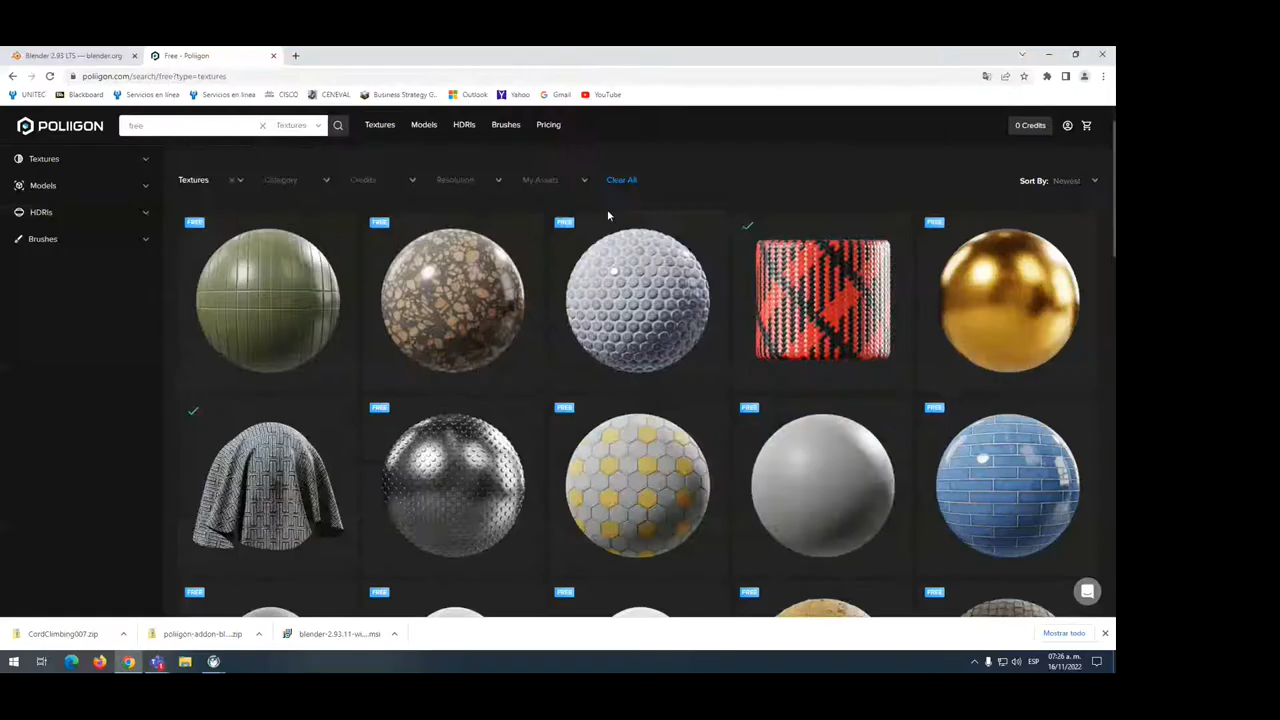 Blender 2.93 LTS — blender.org
Free - Poliigon
poliigon.com/search/free?type=textures
UNITEC
Blackboard
Servicios en línea
Servicios en línea
CISCO
CENEVAL
Business Strategy G..
Outlook
Yahoo
Gmail
YouTube
POLIIGON
free
Textures
Textures
Models
HDRIs
Brushes
Pricing
0 Credits
Textures
Models
HDRIs
Brushes
Textures
Category
Credits
Resolution
My Assets
Clear All
Sort By: Newest
FREE
FREE
FREE
FREE
FREE
FREE
FREE
FREE
FREE
FREE
FREE
FREE
FREE
CordClimbing007.zip
poliigon-addon-bl....zip
blender-2.93.11-wi....msi
Mostrar todo
ESP
07:26 a. m.
16/11/2022